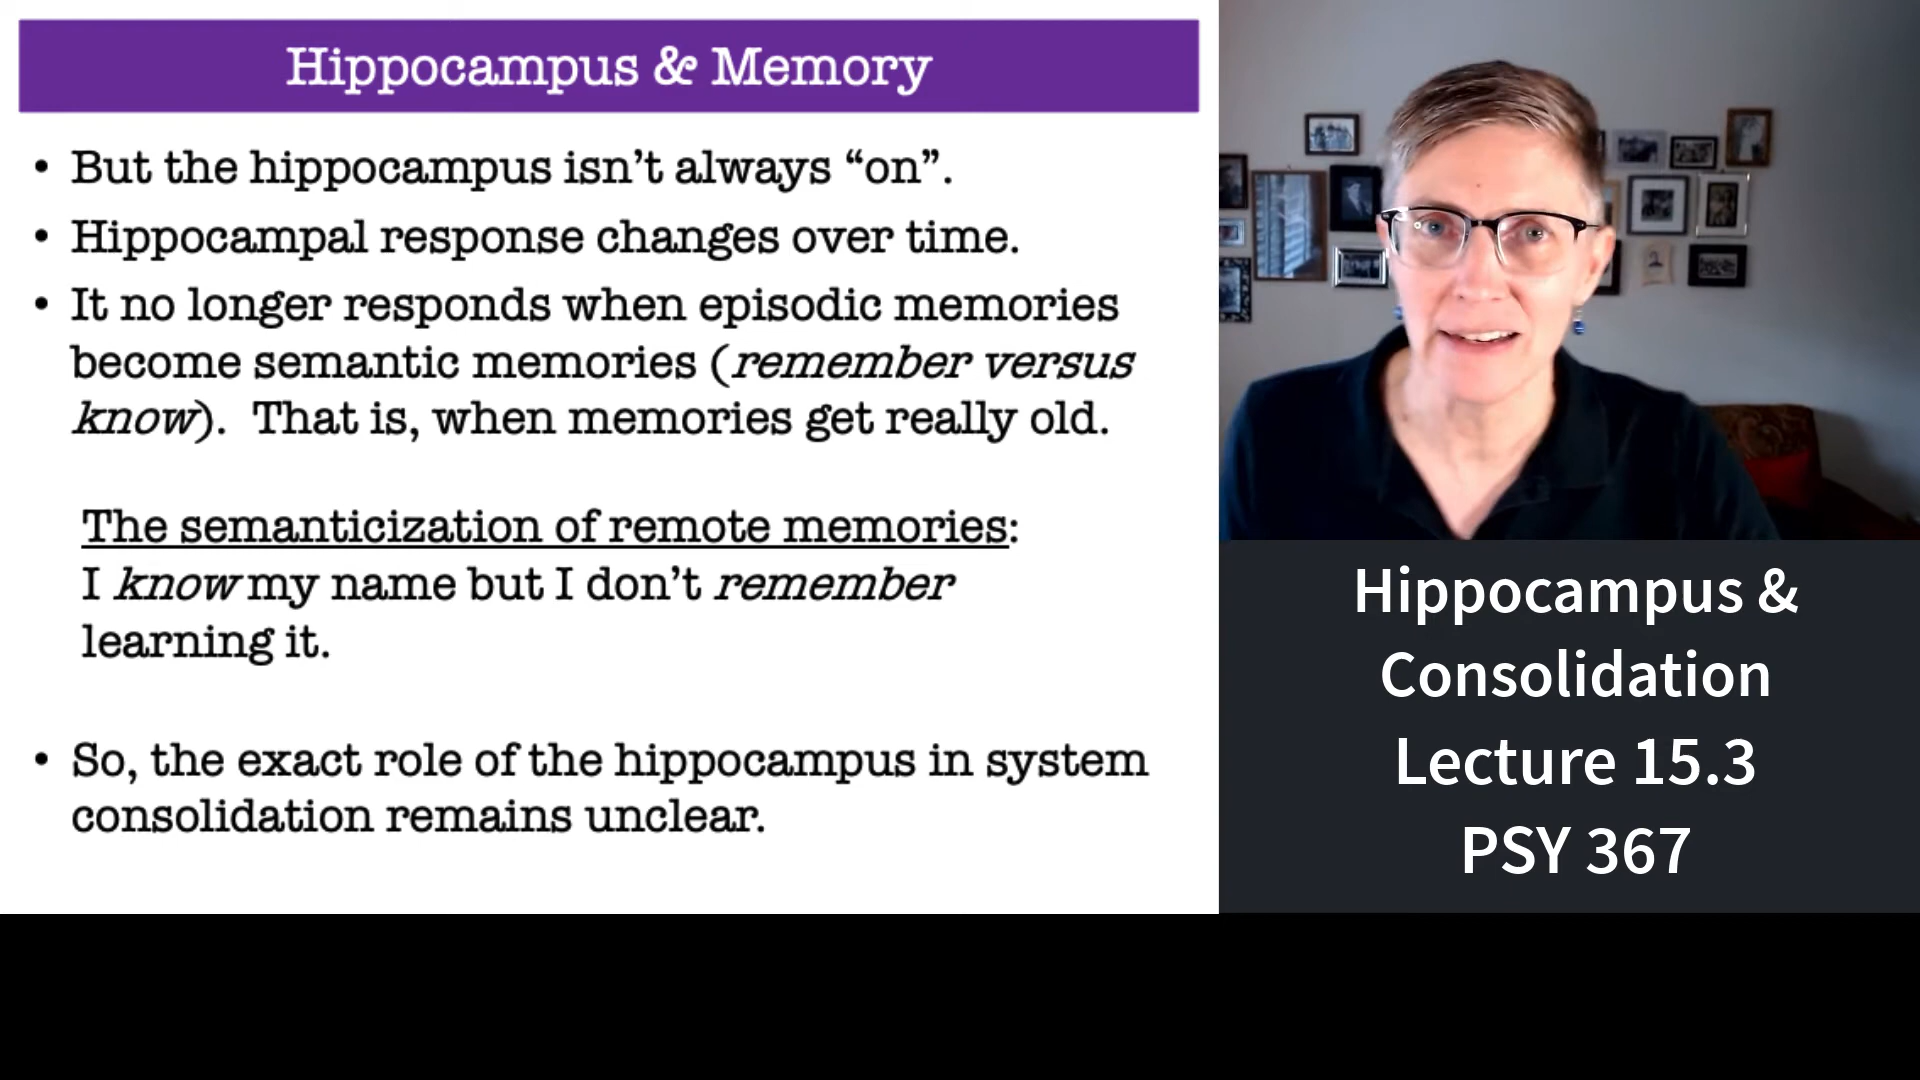 Hippocampus & Memory
• But the hippocampus isn’t always “on”.
• Hippocampal response changes over time.
• It no longer responds when episodic memories
become semantic memories (remember versus
know).  That is, when memories get really old.
The semanticization of remote memories:
I know my name but I don’t remember
learning it.
• So, the exact role of the hippocampus in system
consolidation remains unclear.
Hippocampus &
Consolidation
Lecture 15.3
PSY 367